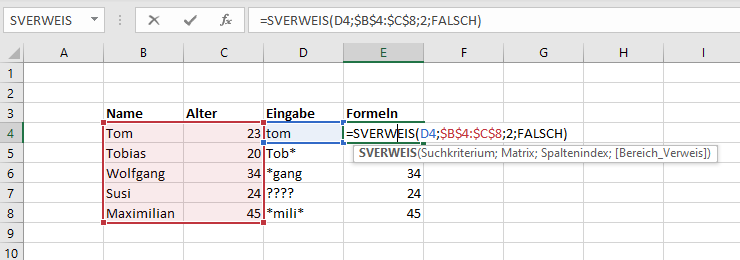 SVERWEIS fx =SVERWEIS(D4;$B$4:$C$8;2;FALSCH)
A B C D E F G H I
1
2
3 Name Alter Eingabe Formeln
4 Tom 23 tom =SVERWEIS(D4;$B$4:$C$8;2;FALSCH)
5 Tobias 20 Tob* SVERWEIS(Suchkriterium; Matrix; Spaltenindex; [Bereich_Verweis])
6 Wolfgang 34 *gang 34
7 Susi 24 ???? 24
8 Maximilian 45 *mili* 45
9
10